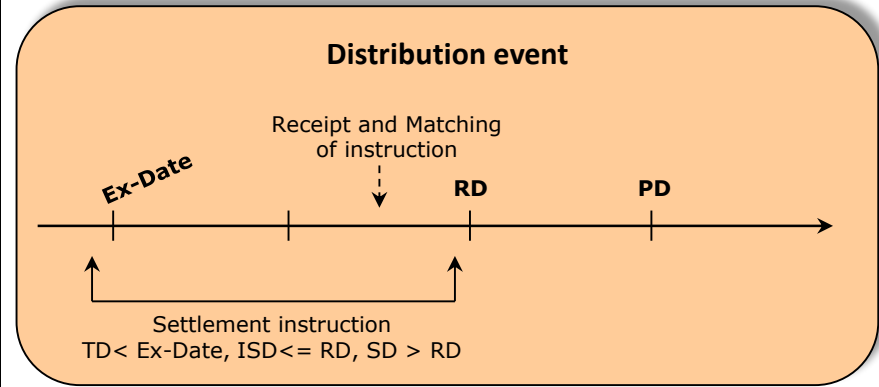 Distribution event
Receipt and Matching
of instruction
Ex-Date
RD
PD
Settlement instruction
TD< Ex-Date, ISD<= RD, SD > RD